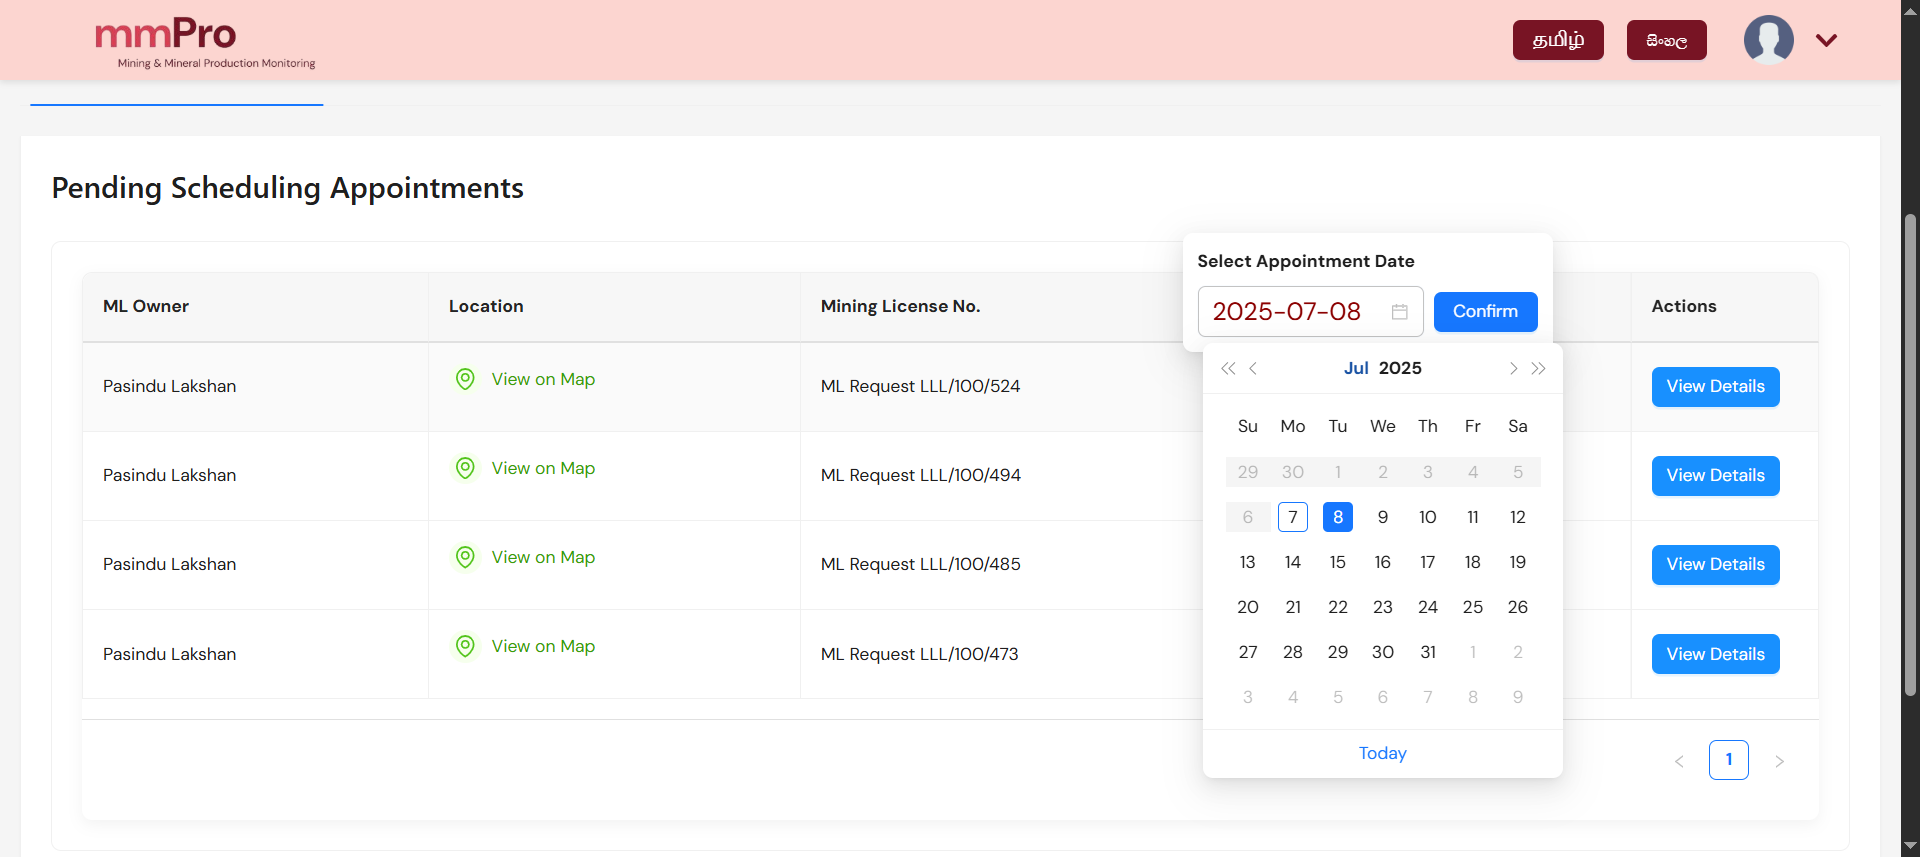 mmPro
Mining & Mineral Production Monitoring
தமிழ்
සිංහල
Pending Scheduling Appointments
Select Appointment Date
2025-07-08
Confirm
ML Owner
Location
Mining License No.
Actions
Pasindu Lakshan
View on Map
ML Request LLL/100/524
View Details
Pasindu Lakshan
View on Map
ML Request LLL/100/494
View Details
Pasindu Lakshan
View on Map
ML Request LLL/100/485
View Details
Pasindu Lakshan
View on Map
ML Request LLL/100/473
View Details
Jul 2025
Su Mo Tu We Th Fr Sa
29 30 1 2 3 4 5
6 7 8 9 10 11 12
13 14 15 16 17 18 19
20 21 22 23 24 25 26
27 28 29 30 31 1 2
3 4 5 6 7 8 9
Today
1